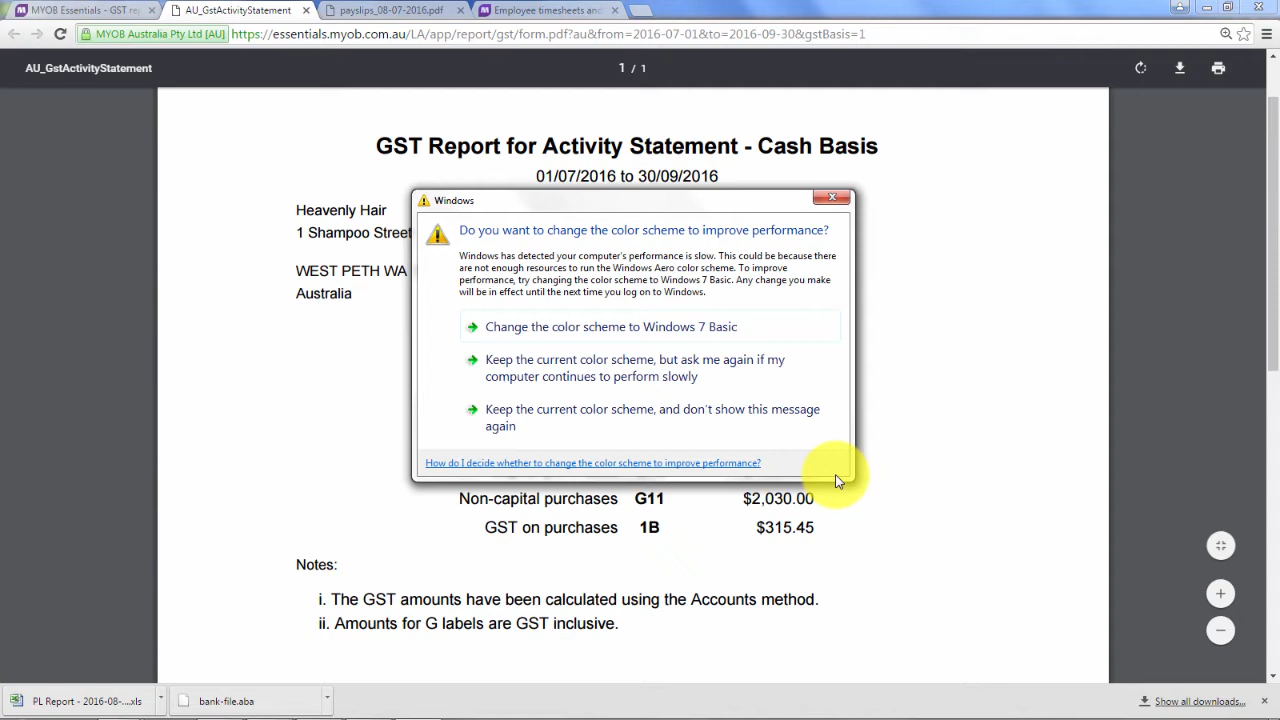 MYOB Essentials - GST rep
AU_GstActivityStatement
payslips_08-07-2016.pdf
Employee timesheets and
MYOB Australia Pty Ltd [AU]
https://essentials.myob.com.au/LA/app/report/gst/form.pdf?au&from=2016-07-01&to=2016-09-30&gstBasis=1
AU_GstActivityStatement
1 / 1
GST Report for Activity Statement - Cash Basis
01/07/2016 to 30/09/2016
Heavenly Hair
1 Shampoo Street
WEST PETH WA
Australia
Windows
Do you want to change the color scheme to improve performance?
Windows has detected your computer's performance is slow. This could be because there
are not enough resources to run the Windows Aero color scheme. To improve
performance, try changing the color scheme to Windows 7 Basic. Any change you make
will be in effect until the next time you log on to Windows.
Change the color scheme to Windows 7 Basic
Keep the current color scheme, but ask me again if my
computer continues to perform slowly
Keep the current color scheme, and don't show this message
again
How do I decide whether to change the color scheme to improve performance?
Non-capital purchases G11 $2,030.00
GST on purchases 1B $315.45
Notes:
i. The GST amounts have been calculated using the Accounts method.
ii. Amounts for G labels are GST inclusive.
PL Report - 2016-08-....xls
bank-file.aba
Show all downloads...